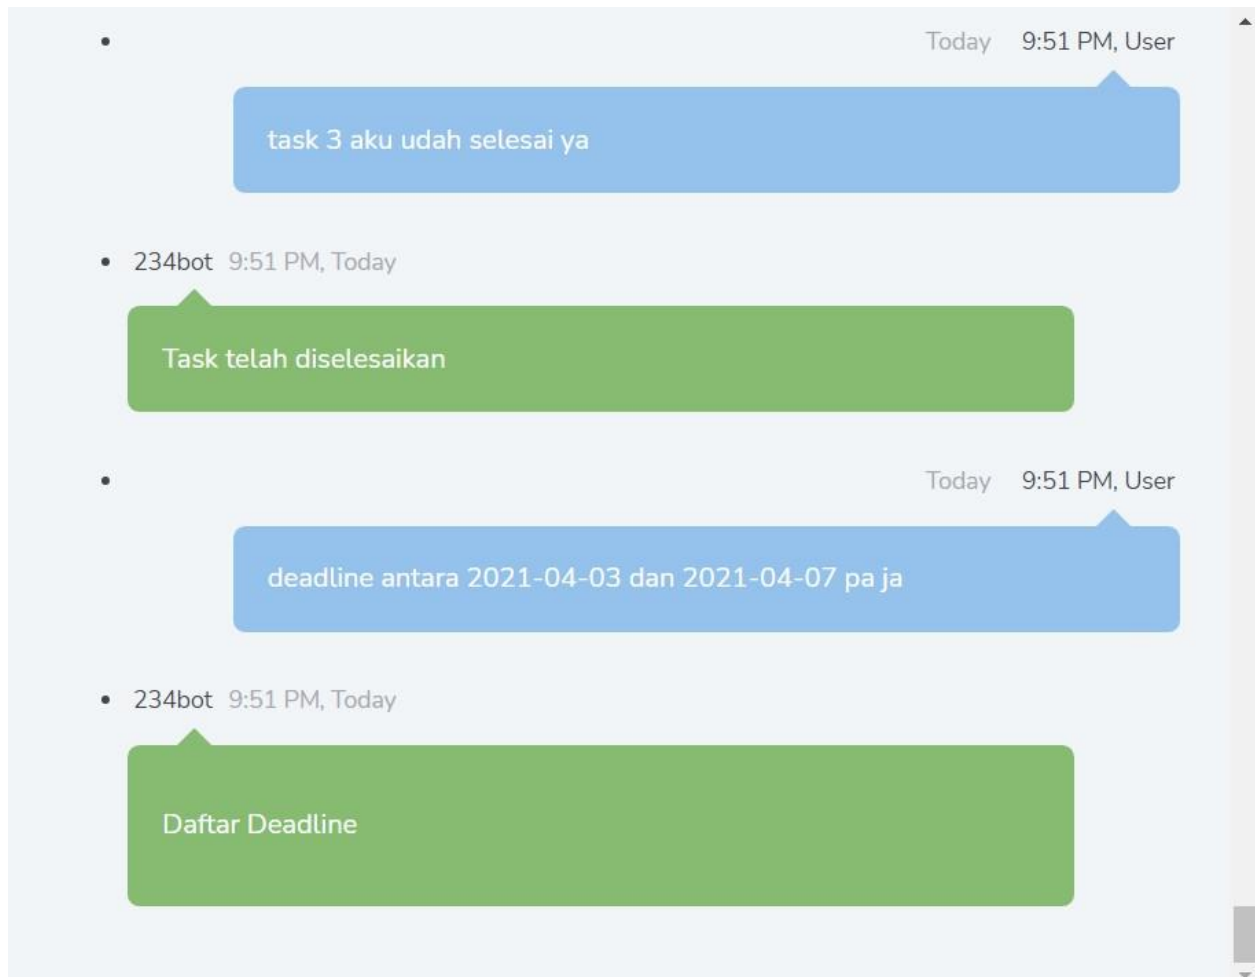 Today 9:51 PM, User
task 3 aku udah selesai ya
234bot 9:51 PM, Today
Task telah diselesaikan
Today 9:51 PM, User
deadline antara 2021-04-03 dan 2021-04-07 pa ja
234bot 9:51 PM, Today
Daftar Deadline